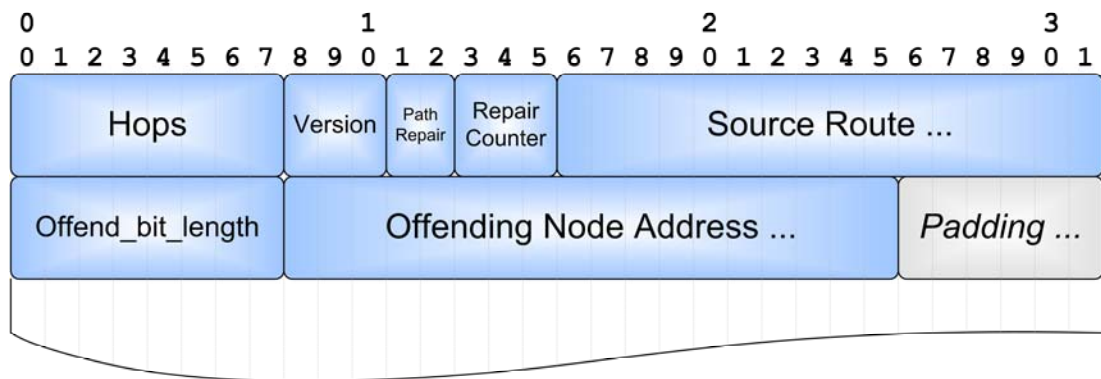 0 1 2 3
0 1 2 3 4 5 6 7 8 9 0 1 2 3 4 5 6 7 8 9 0 1 2 3 4 5 6 7 8 9 0 1
Hops Version Path Repair Repair Counter Source Route ...
Offend_bit_length Offending Node Address ... Padding ...